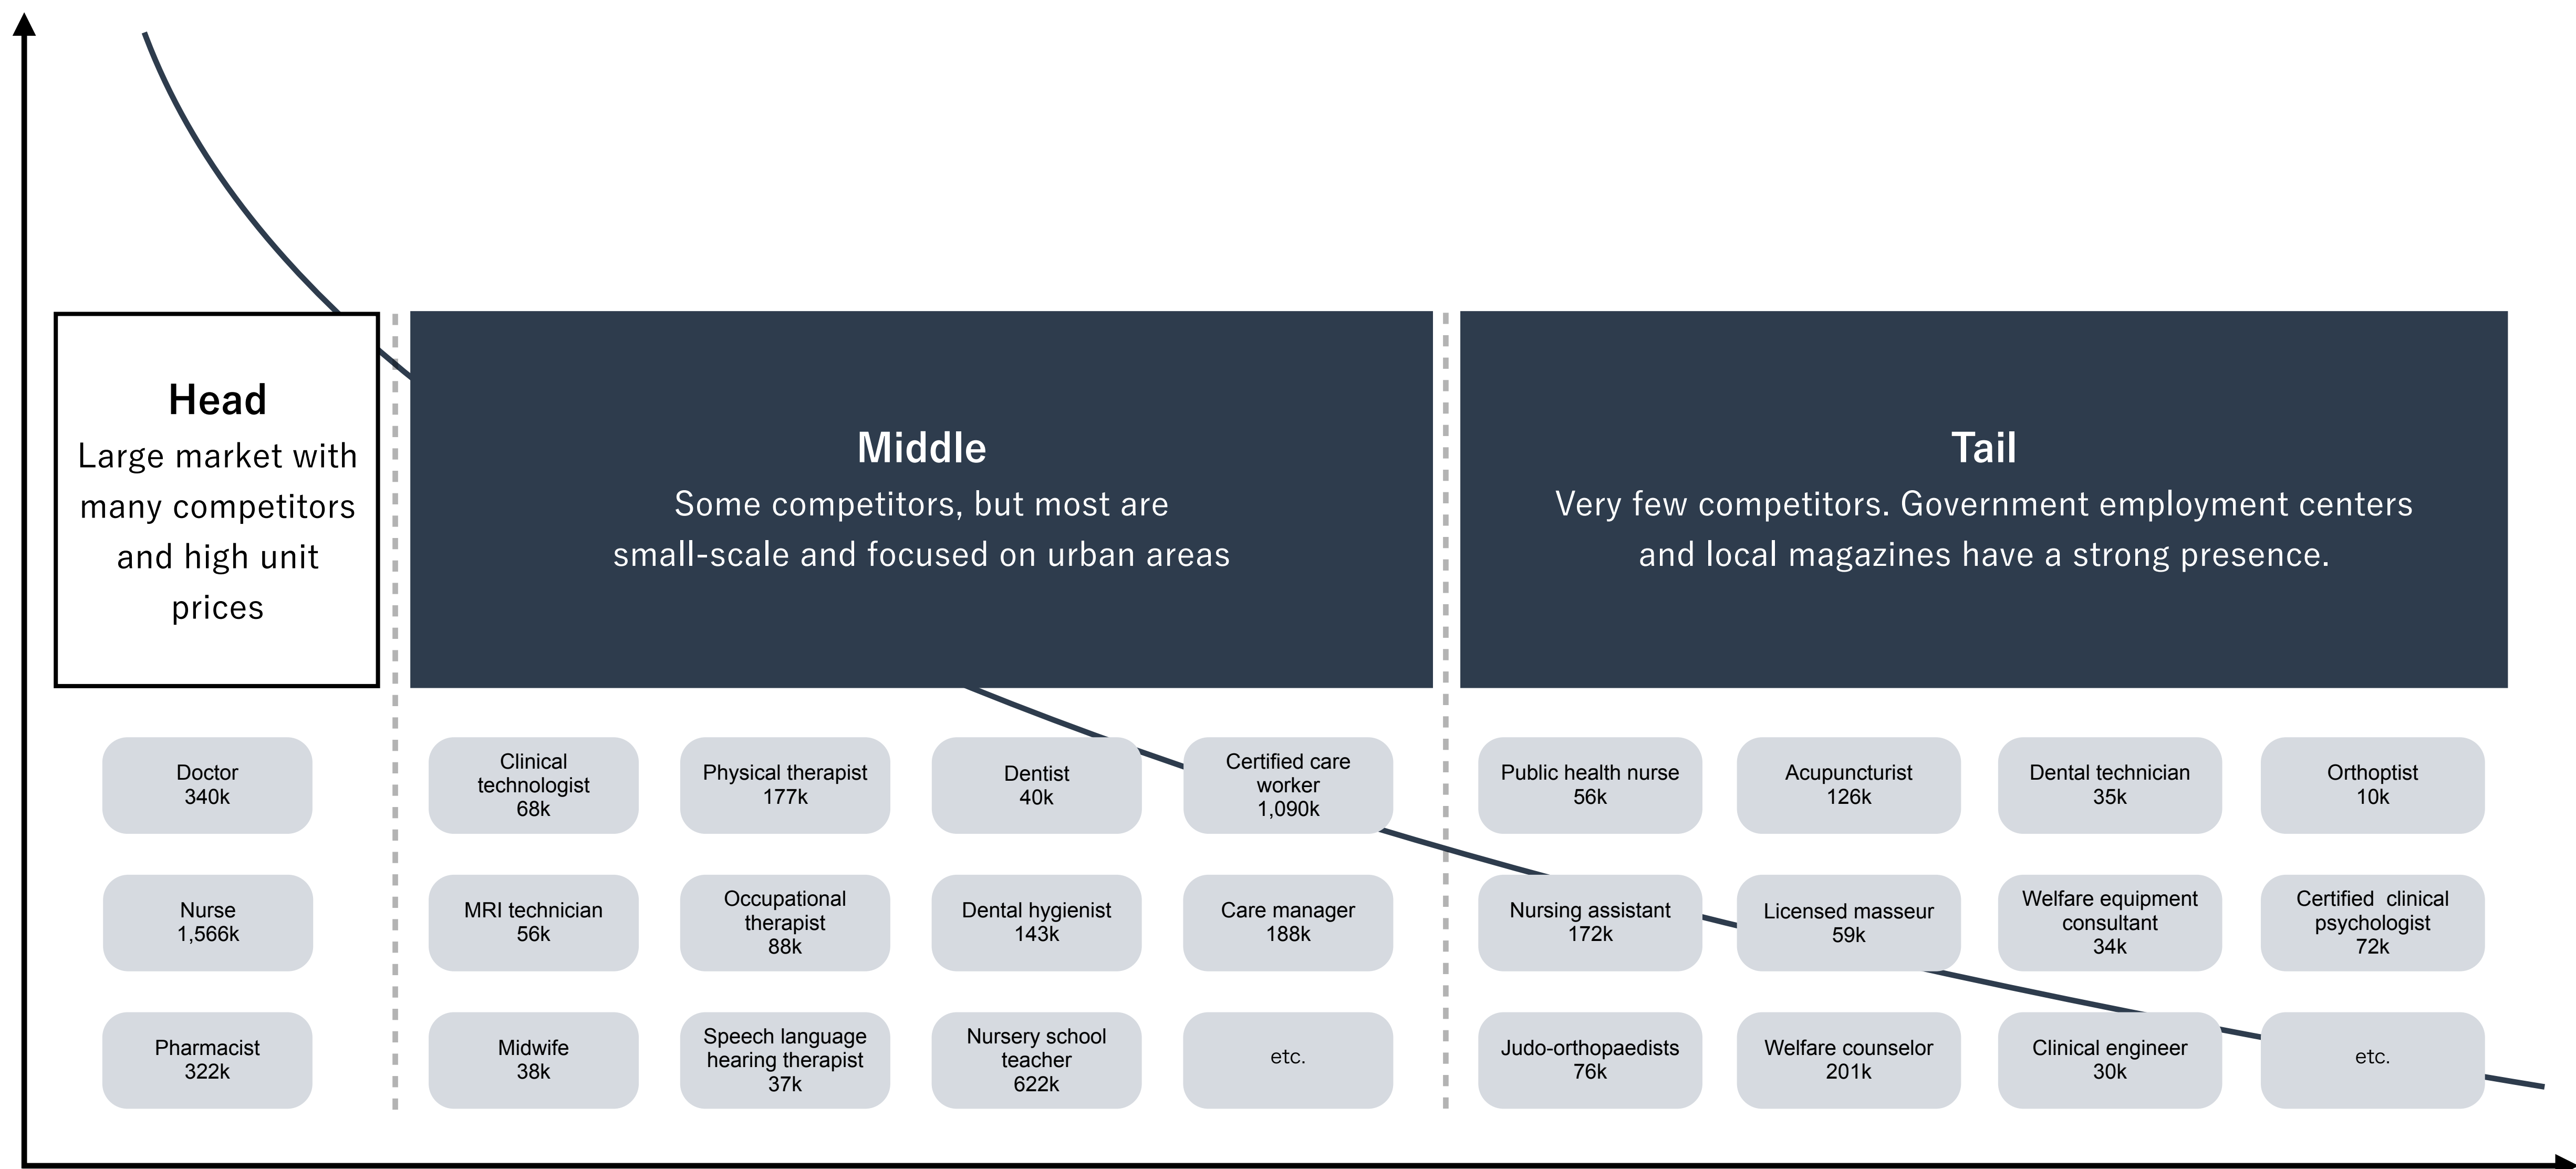 Head
Large market with
many competitors
and high unit
prices
Middle
Some competitors, but most are
small-scale and focused on urban areas
Tail
Very few competitors. Government employment centers
and local magazines have a strong presence.
Doctor
340k
Nurse
1,566k
Pharmacist
322k
Clinical
technologist
68k
Physical therapist
177k
Dentist
40k
Certified care
worker
1,090k
MRI technician
56k
Occupational
therapist
88k
Dental hygienist
143k
Care manager
188k
Midwife
38k
Speech language
hearing therapist
37k
Nursery school
teacher
622k
etc.
Public health nurse
56k
Acupuncturist
126k
Dental technician
35k
Orthoptist
10k
Nursing assistant
172k
Licensed masseur
59k
Welfare equipment
consultant
34k
Certified  clinical
psychologist
72k
Judo-orthopaedists
76k
Welfare counselor
201k
Clinical engineer
30k
etc.